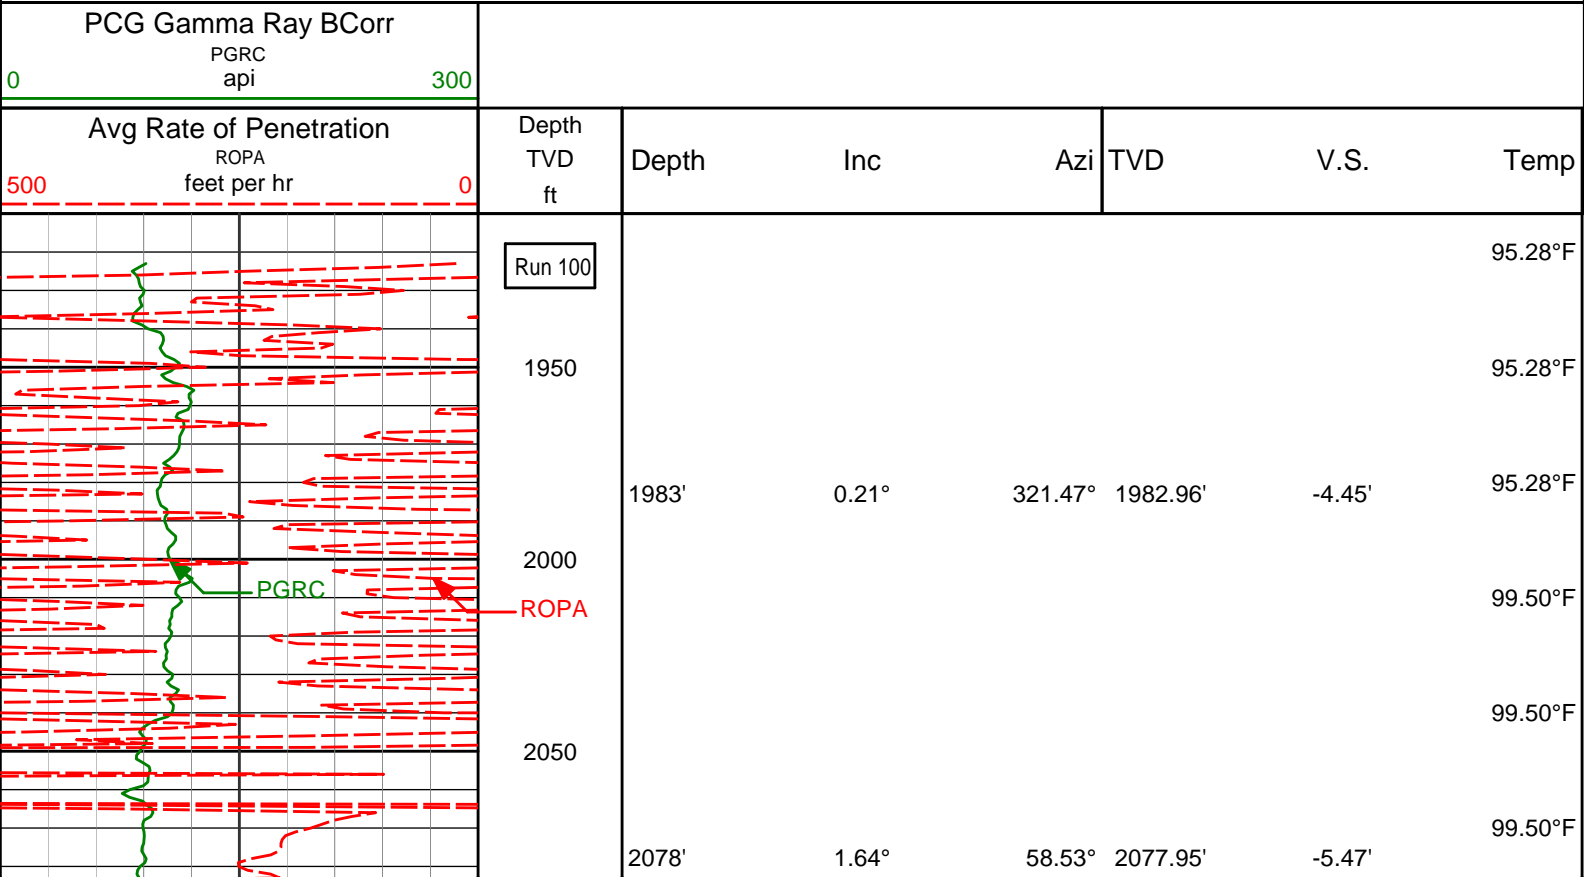 PCG Gamma Ray BCorr
PGRC
0 api 300
Avg Rate of Penetration
ROPA
500 feet per hr 0
Depth
TVD
ft
Depth Inc Azi TVD V.S. Temp
Run 100
95.28°F
1950 95.28°F
1983' 0.21° 321.47° 1982.96' -4.45' 95.28°F
2000
PGRC
ROPA
99.50°F
99.50°F
2050
99.50°F
2078' 1.64° 58.53° 2077.95' -5.47'